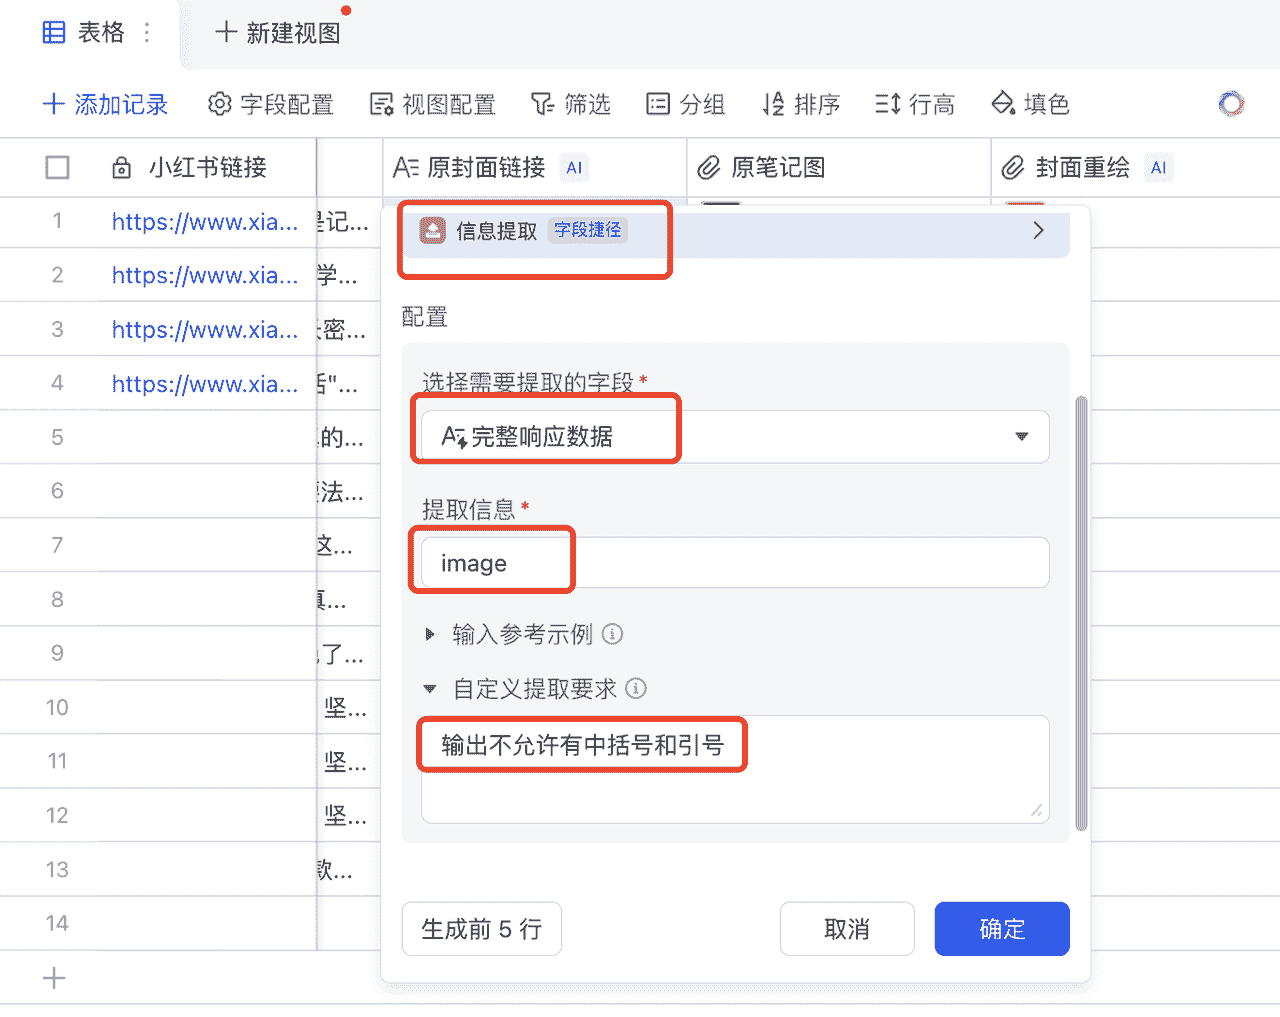 表格
新建视图
添加记录 字段配置 视图配置 筛选 分组 排序 行高 填色
小红书链接 原封面链接 AI 原笔记图 封面重绘 AI
1 https://www.xia... 是记...
2 https://www.xia... 学...
3 https://www.xia... 密...
4 https://www.xia... "...
5 的...
6 法...
7 这...
8 真...
9 了...
10 坚...
11 坚...
12 坚...
13 款...
14
信息提取 字段捷径
配置
选择需要提取的字段*
完整响应数据
提取信息*
image
输入参考示例
自定义提取要求
输出不允许有中括号和引号
生成前 5 行 取消 确定